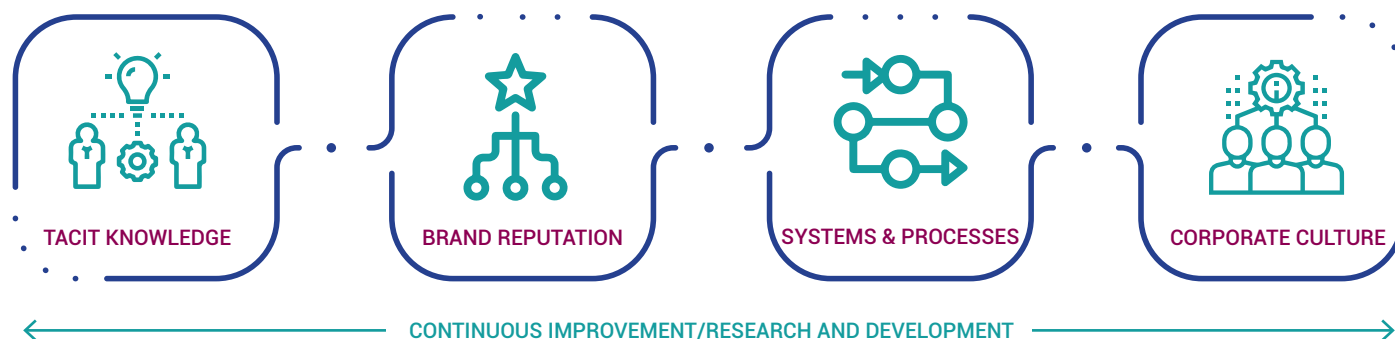 TACIT KNOWLEDGE
BRAND REPUTATION
SYSTEMS & PROCESSES
CORPORATE CULTURE
CONTINUOUS IMPROVEMENT/RESEARCH AND DEVELOPMENT